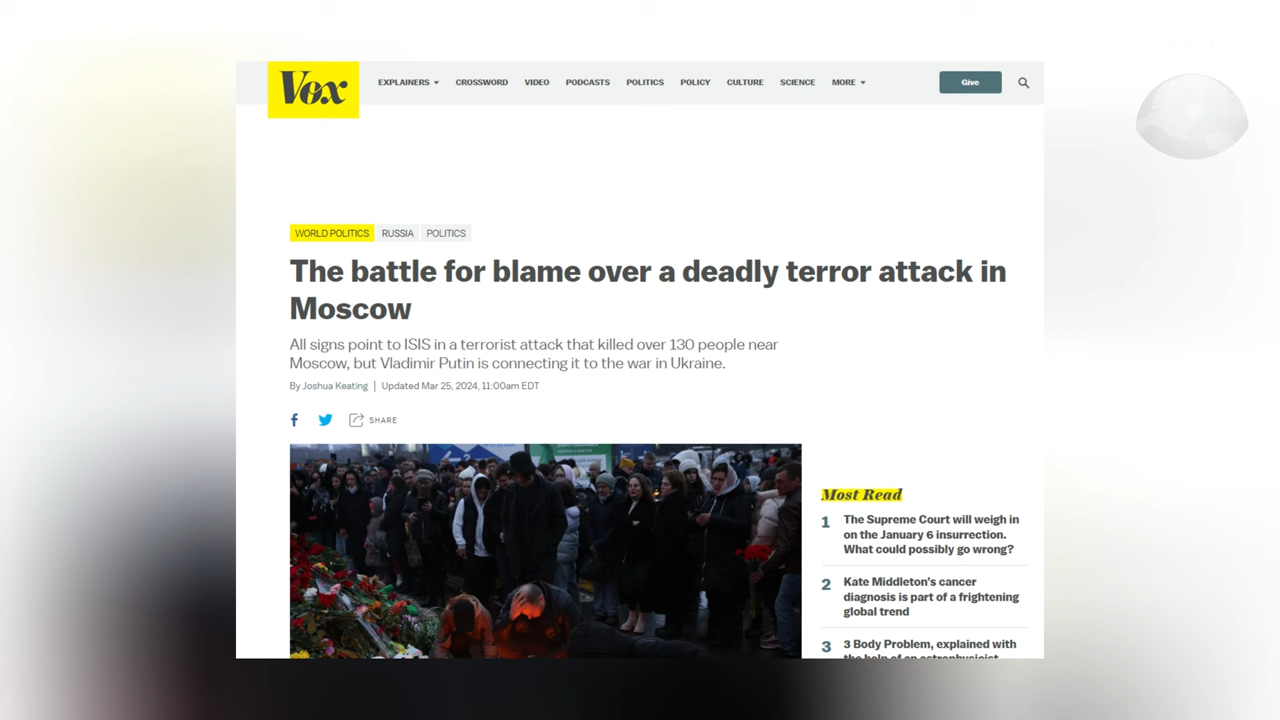 Vox
EXPLAINERS CROSSWORD VIDEO PODCASTS POLITICS POLICY CULTURE SCIENCE MORE Give
WORLD POLITICS RUSSIA POLITICS
The battle for blame over a deadly terror attack in
Moscow
All signs point to ISIS in a terrorist attack that killed over 130 people near
Moscow, but Vladimir Putin is connecting it to the war in Ukraine.
By Joshua Keating | Updated Mar 25, 2024, 11:00am EDT
SHARE
Most Read
1 The Supreme Court will weigh in
on the January 6 insurrection.
What could possibly go wrong?
2 Kate Middleton's cancer
diagnosis is part of a frightening
global trend
3 3 Body Problem, explained with
the help of an astrophysicist